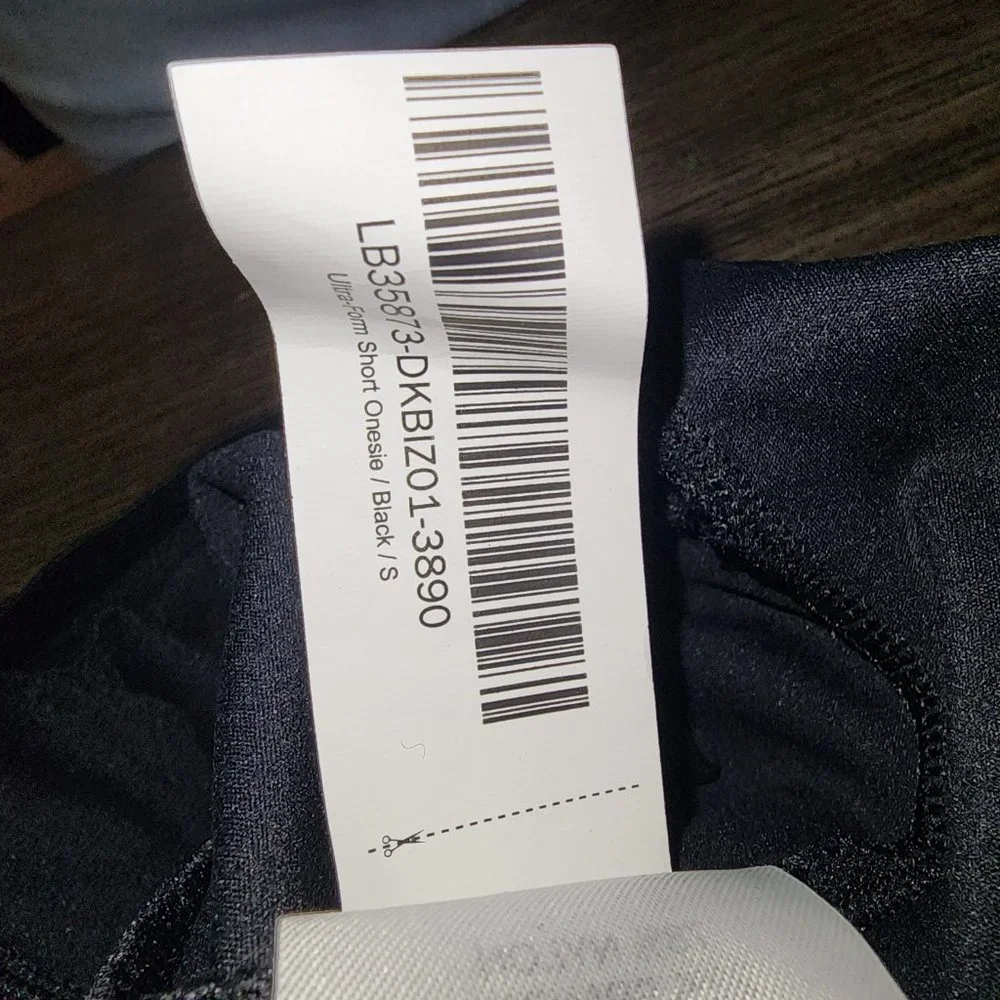 LB35873-DKBIZ01-3890
Ultra-Form Short Onesie / Black / S